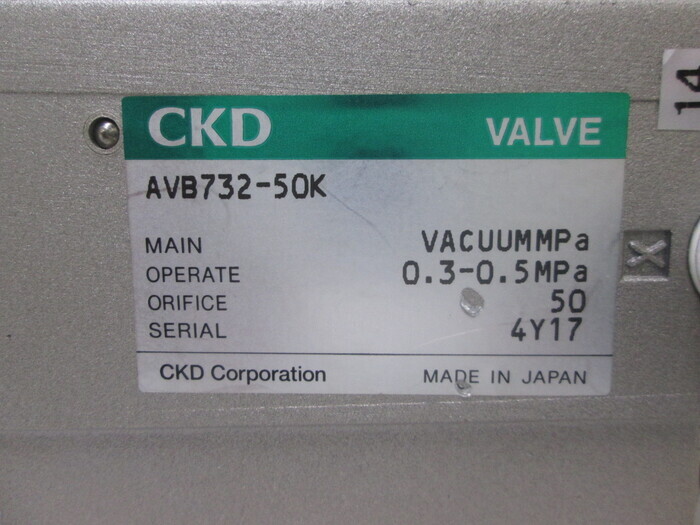 CKD VALVE
AVB732-50K
MAIN VACUUMMPa
OPERATE 0.3-0.5MPa
ORIFICE 50
SERIAL 4Y17
CKD Corporation MADE IN JAPAN
14
X